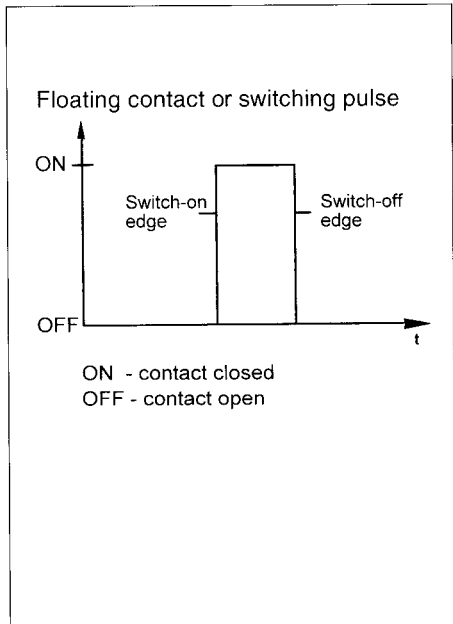 Floating contact or switching pulse
ON
Switch-on
edge
Switch-off
edge
OFF
t
ON - contact closed
OFF - contact open